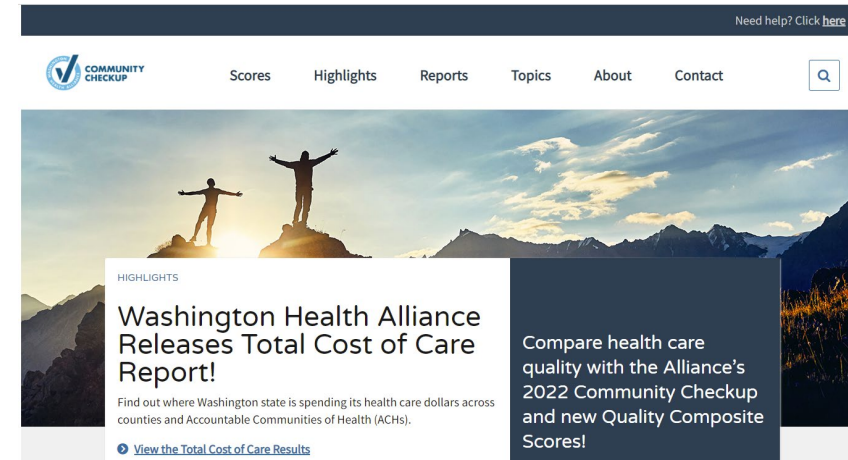 Need help? Click here
COMMUNITY
CHECKUP
Scores Highlights Reports Topics About Contact
HIGHLIGHTS
Washington Health Alliance
Releases Total Cost of Care
Report!
Find out where Washington state is spending its health care dollars across
counties and Accountable Communities of Health (ACHs).
View the Total Cost of Care Results
Compare health care
quality with the Alliance's
2022 Community Checkup
and new Quality Composite
Scores!